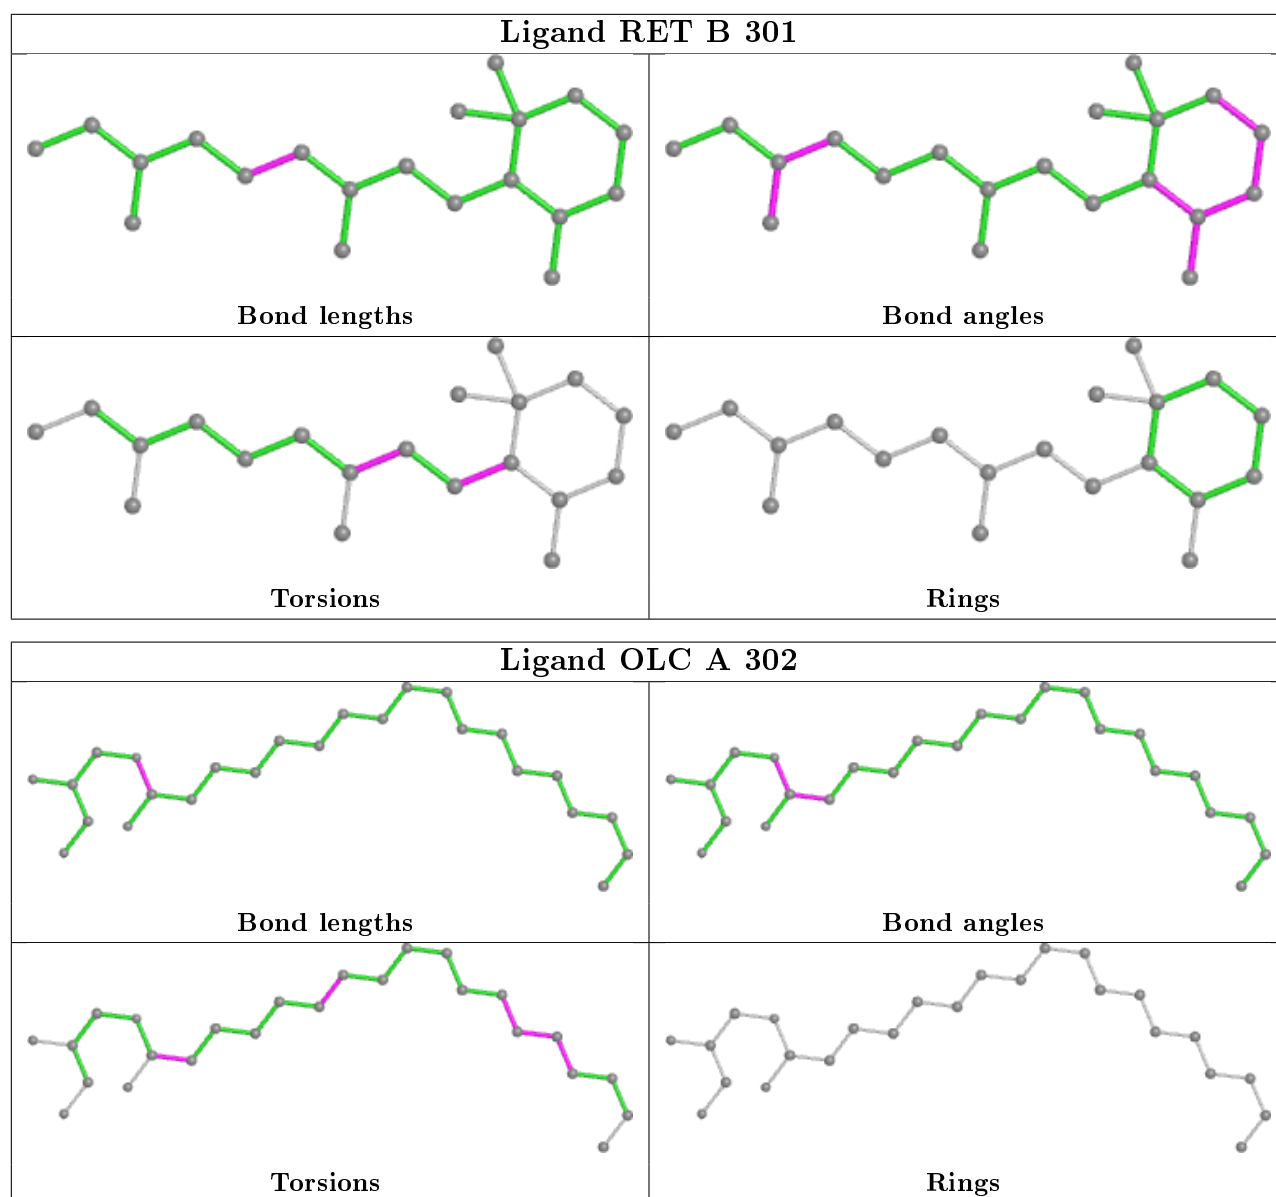 Ligand RET B 301
Bond lengths
Bond angles
Torsions
Rings
Ligand OLC A 302
Bond lengths
Bond angles
Torsions
Rings